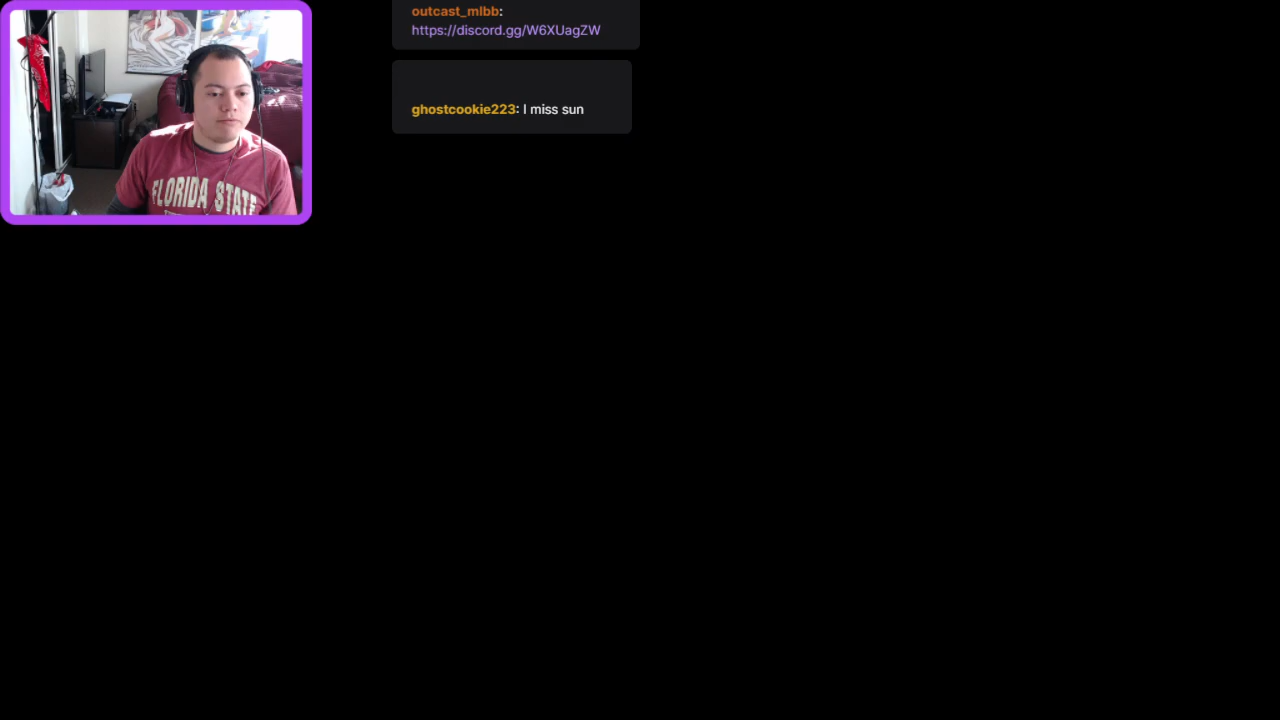 outcast_mlbb:
https://discord.gg/W6XUagZW
ghostcookie223: I miss sun
FLORIDA STATE